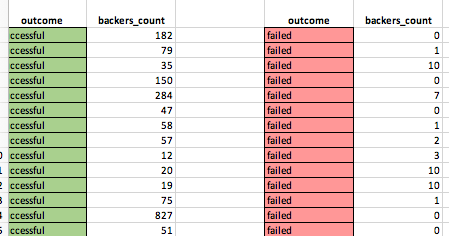 outcome backers_count outcome backers_count
ccessful 182 failed 0
ccessful 79 failed 1
ccessful 35 failed 10
ccessful 150 failed 0
ccessful 284 failed 7
ccessful 47 failed 0
ccessful 58 failed 1
ccessful 57 failed 2
ccessful 12 failed 3
ccessful 20 failed 10
ccessful 19 failed 10
ccessful 75 failed 1
ccessful 827 failed 0
ccessful 51 failed 0